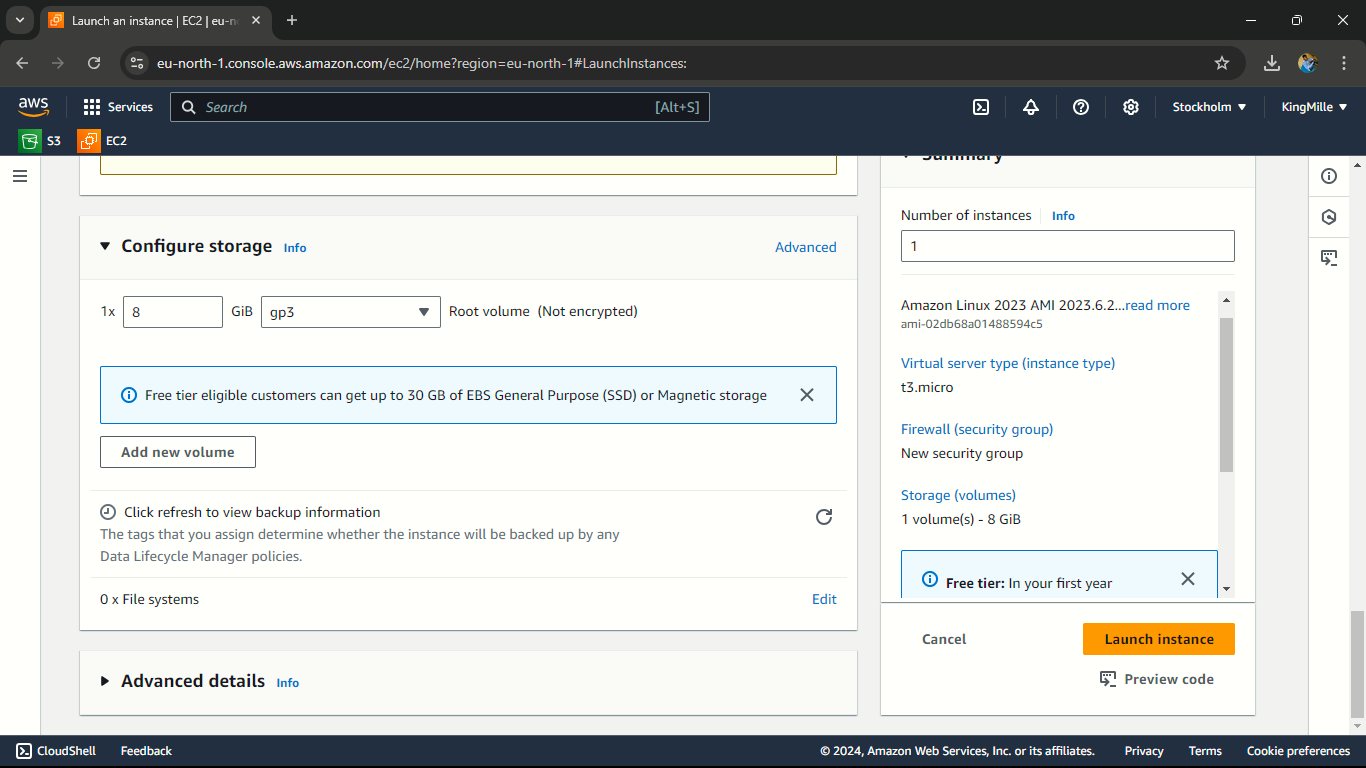 Launch an instance | EC2 | eu-n
eu-north-1.console.aws.amazon.com/ec2/home?region=eu-north-1#LaunchInstances:
aws
Services
Search
[Alt+S]
Stockholm
KingMille
S3
EC2
Configure storage
Info
Advanced
1x
8
GiB
gp3
Root volume (Not encrypted)
Free tier eligible customers can get up to 30 GB of EBS General Purpose (SSD) or Magnetic storage
Add new volume
Click refresh to view backup information
The tags that you assign determine whether the instance will be backed up by any
Data Lifecycle Manager policies.
0 x File systems
Edit
Advanced details
Info
Summary
Number of instances
Info
1
Amazon Linux 2023 AMI 2023.6.2...read more
ami-02db68a01488594c5
Virtual server type (instance type)
t3.micro
Firewall (security group)
New security group
Storage (volumes)
1 volume(s) - 8 GiB
Free tier: In your first year
Cancel
Launch instance
Preview code
CloudShell
Feedback
© 2024, Amazon Web Services, Inc. or its affiliates.
Privacy
Terms
Cookie preferences